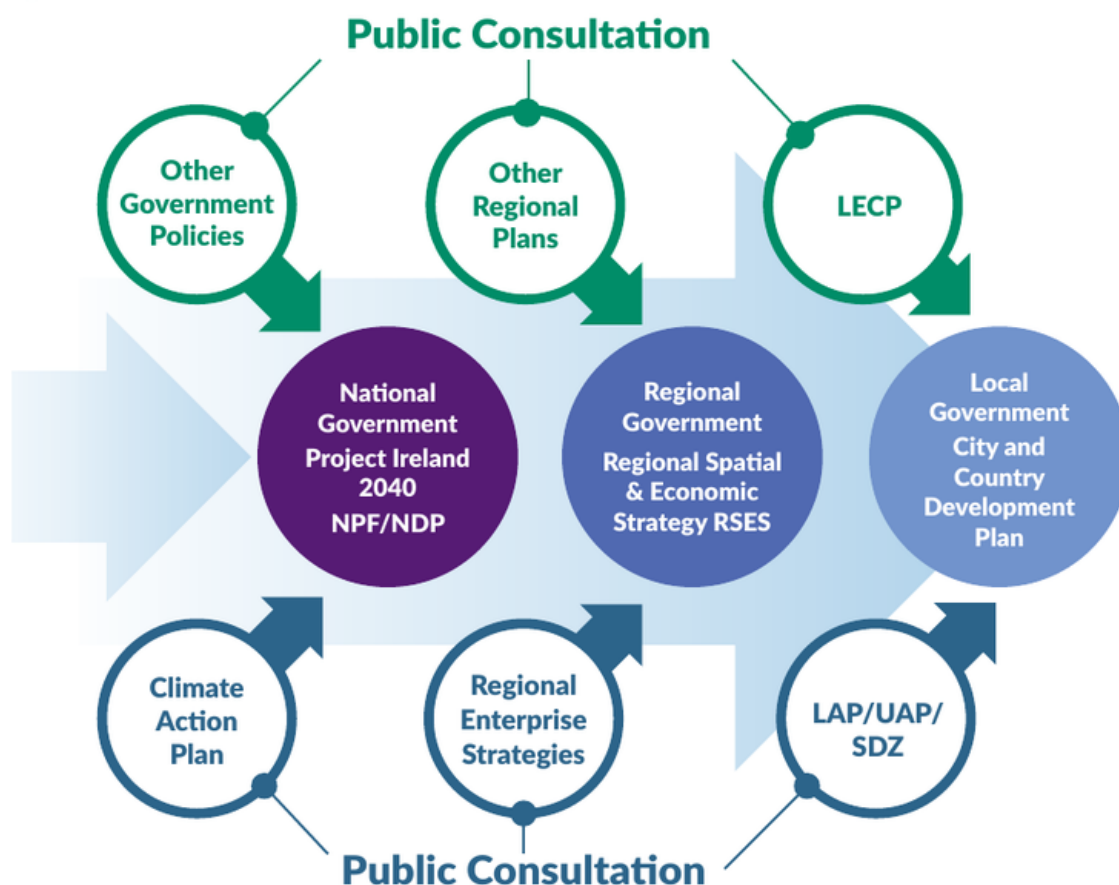 Public Consultation
Other
Government
Policies
Other
Regional
Plans
LECP
National
Government
Project Ireland
2040
NPF/NDP
Regional
Government
Regional Spatial
& Economic
Strategy RSES
Local
Government
City and
Country
Development
Plan
Climate
Action
Plan
Regional
Enterprise
Strategies
LAP/UAP/
SDZ
Public Consultation